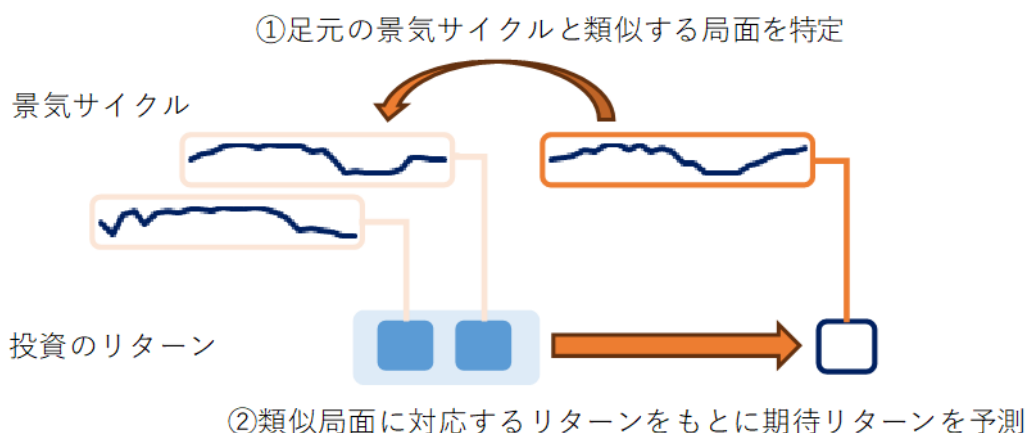 ①足元の景気サイクルと類似する局面を特定
景気サイクル
投資のリターン
②類似局面に対応するリターンをもとに期待リターンを予測